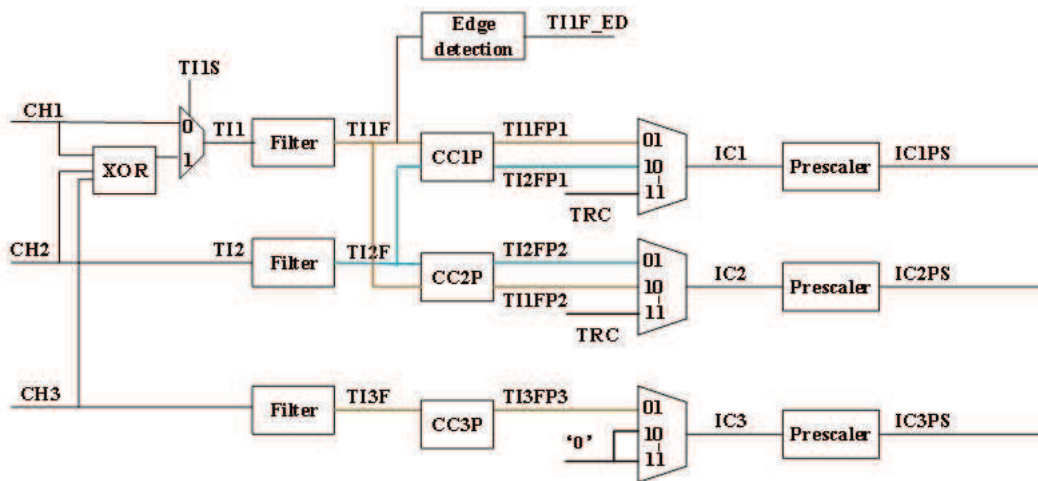 Edge
detection
TI1F_ED
TI1S
CH1
0
TI1
Filter
TI1F
CC1P
TI1FP1
01
XOR
1
TI2FP1
10
11
TRC
IC1
Prescaler
IC1PS
CH2
TI2
Filter
TI2F
CC2P
TI2FP2
01
TI1FP2
10
11
TRC
IC2
Prescaler
IC2PS
CH3
Filter
TI3F
CC3P
TI3FP3
01
‘0’
10
11
IC3
Prescaler
IC3PS